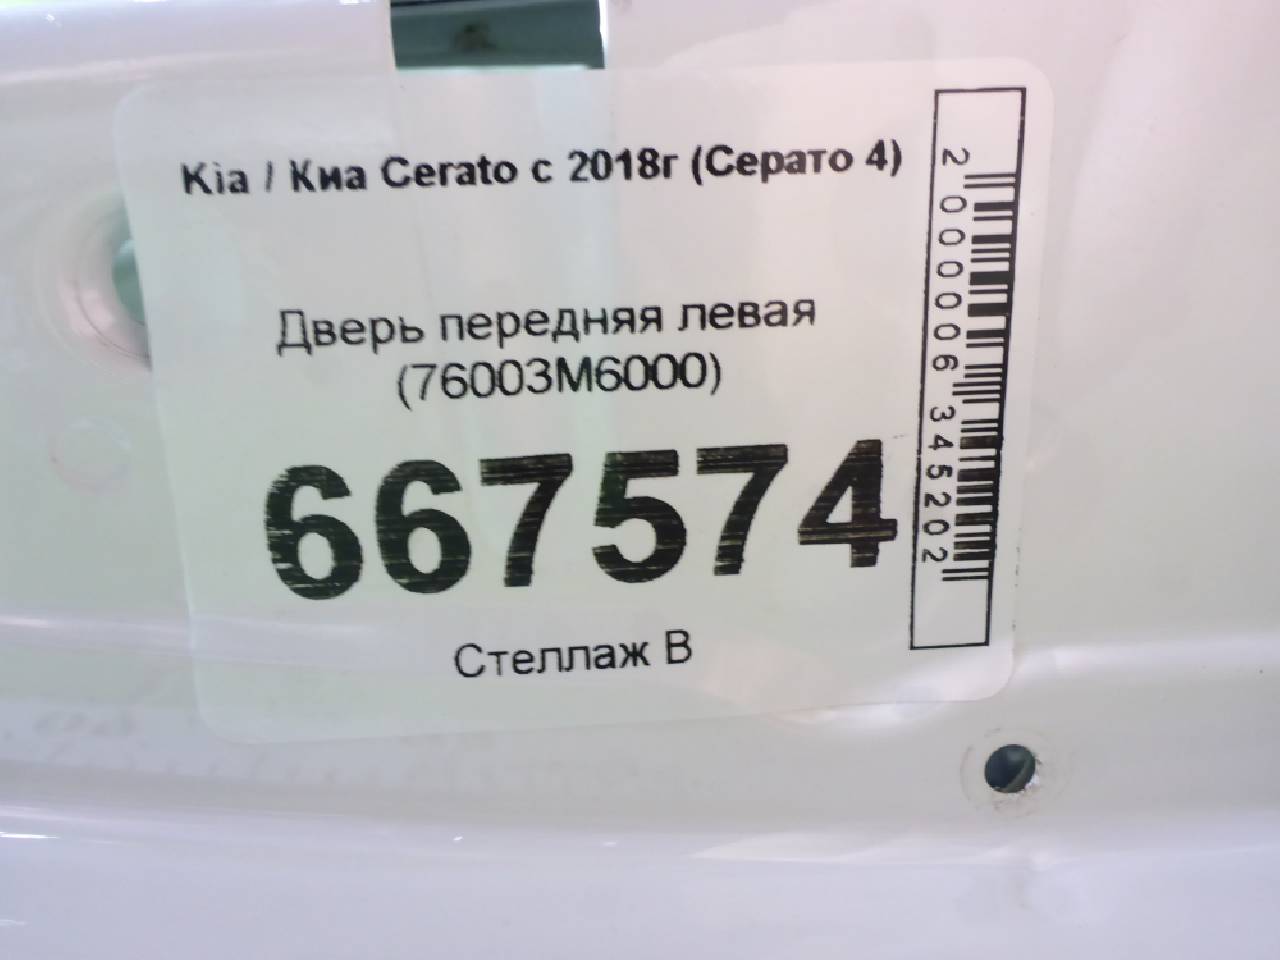 Kia / Киа Cerato с 2018г (Серато 4)
Дверь передняя левая
(76003M6000)
667574
Стеллаж В
2000006345202